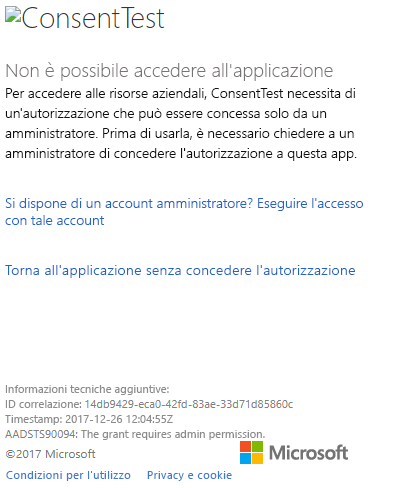 ConsentTest
Non è possibile accedere all'applicazione
Per accedere alle risorse aziendali, ConsentTest necessita di
un'autorizzazione che può essere concessa solo da un
amministratore. Prima di usarla, è necessario chiedere a un
amministratore di concedere l'autorizzazione a questa app.
Si dispone di un account amministratore? Eseguire l'accesso
con tale account
Torna all'applicazione senza concedere l'autorizzazione
Informazioni tecniche aggiuntive:
ID correlazione: 14db9429-eca0-42fd-83ae-33d71d85860c
Timestamp: 2017-12-26 12:04:55Z
AADSTS90094: The grant requires admin permission.
©2017 Microsoft
Microsoft
Condizioni per l'utilizzo Privacy e cookie